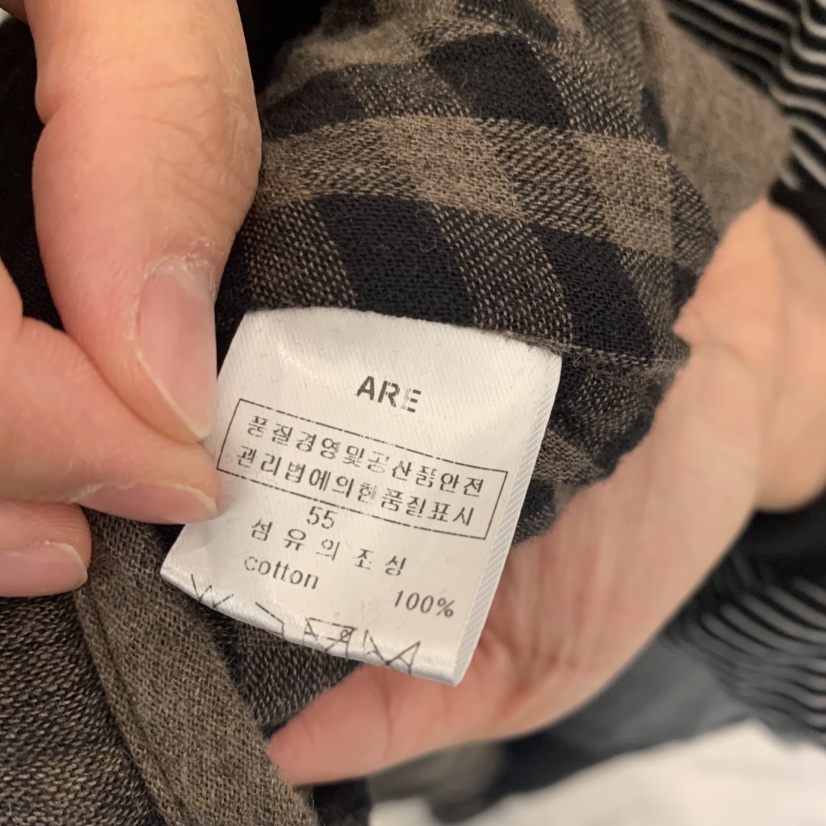 ARE
품질경영및공산품안전
관리법에의한품질표시
55
섬유의조성
cotton 100%